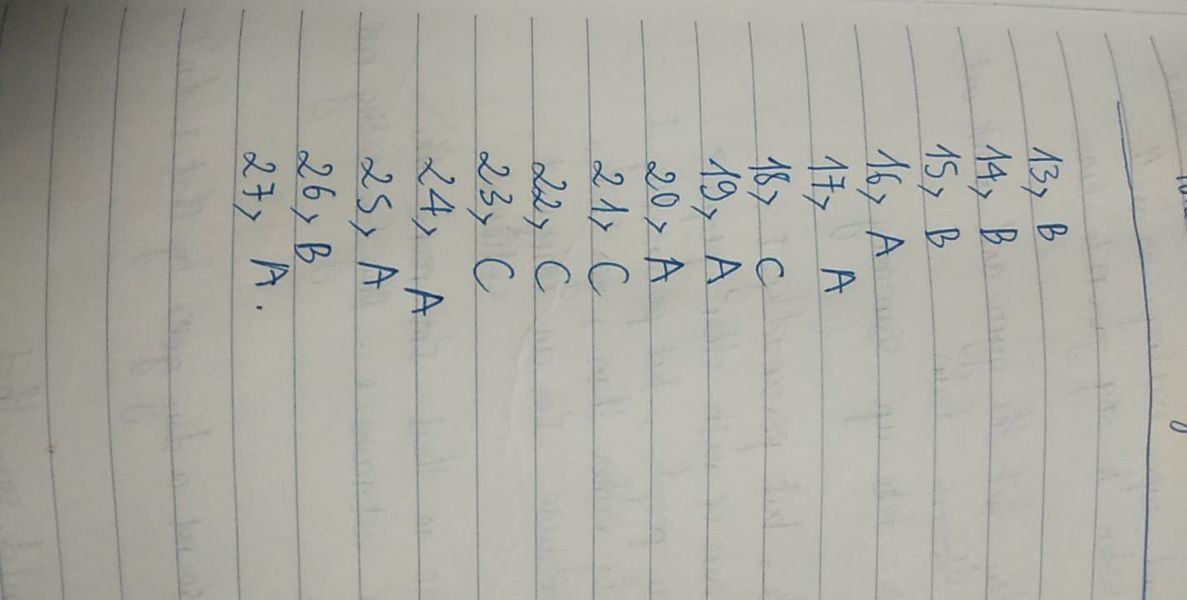 13, B
14, B
15, B
16, A
17, A
18, C
19, A
20, A
21, C
22, C
23, C
24, A
25, A
26, B
27, A.